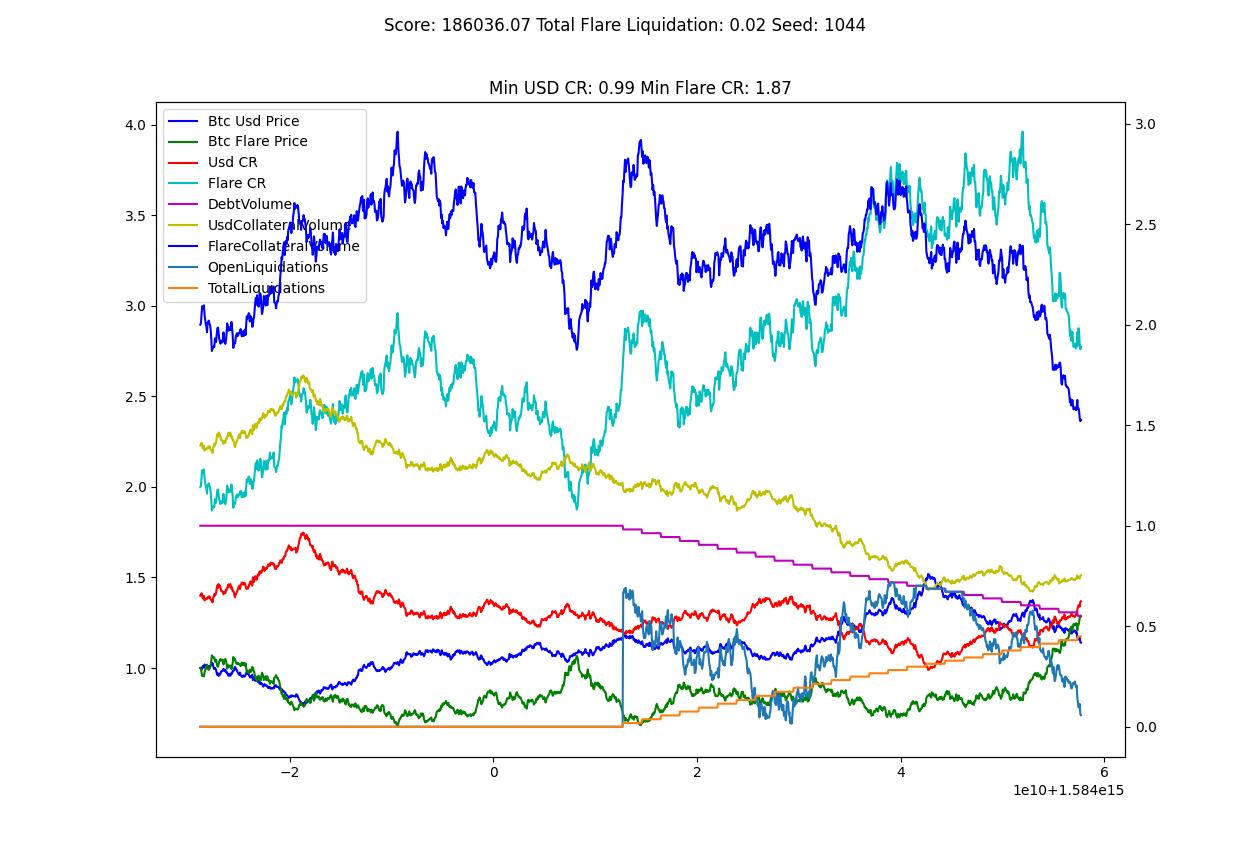 Score: 186036.07 Total Flare Liquidation: 0.02 Seed: 1044
Min USD CR: 0.99 Min Flare CR: 1.87
Btc Usd Price
Btc Flare Price
Usd CR
Flare CR
DebtVolume
UsdCollateralVolume
FlareCollateralVolume
OpenLiquidations
TotalLiquidations
4.0
3.5
3.0
2.5
2.0
1.5
1.0
3.0
2.5
2.0
1.5
1.0
0.5
0.0
−2 0 2 4 6
1e10+1.584e15